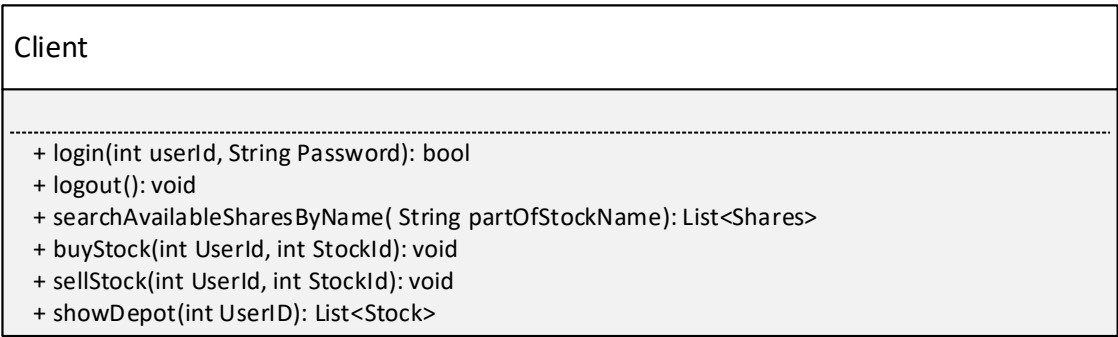 Client
+ login(int userId, String Password): bool
+ logout(): void
+ searchAvailableSharesByName( String partOfStockName): List<Shares>
+ buyStock(int UserId, int StockId): void
+ sellStock(int UserId, int StockId): void
+ showDepot(int UserID): List<Stock>